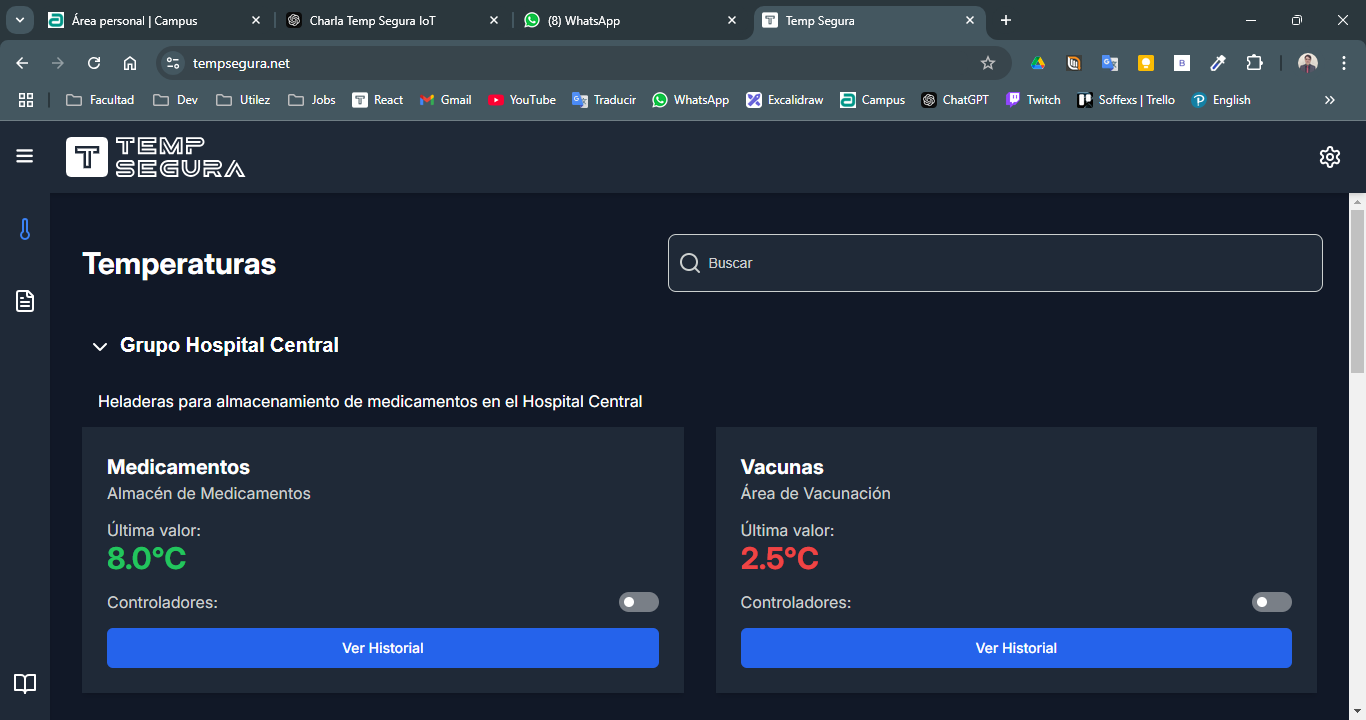 Área personal | Campus
Charla Temp Segura IoT
(8) WhatsApp
Temp Segura
tempsegura.net
Facultad
Dev
Utilez
Jobs
React
Gmail
YouTube
Traducir
WhatsApp
Excalidraw
Campus
ChatGPT
Twitch
Soffexs | Trello
English
TEMP
SEGURA
Temperaturas
Buscar
Grupo Hospital Central
Heladeras para almacenamiento de medicamentos en el Hospital Central
Medicamentos
Almacén de Medicamentos
Última valor:
8.0°C
Controladores:
Ver Historial
Vacunas
Área de Vacunación
Última valor:
2.5°C
Controladores:
Ver Historial